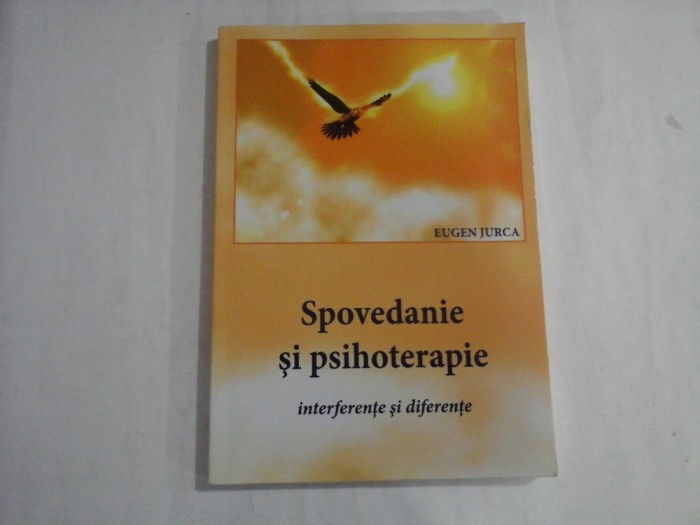 EUGEN JURCA
Spovedanie
şi psihoterapie
interferenţe şi diferenţe